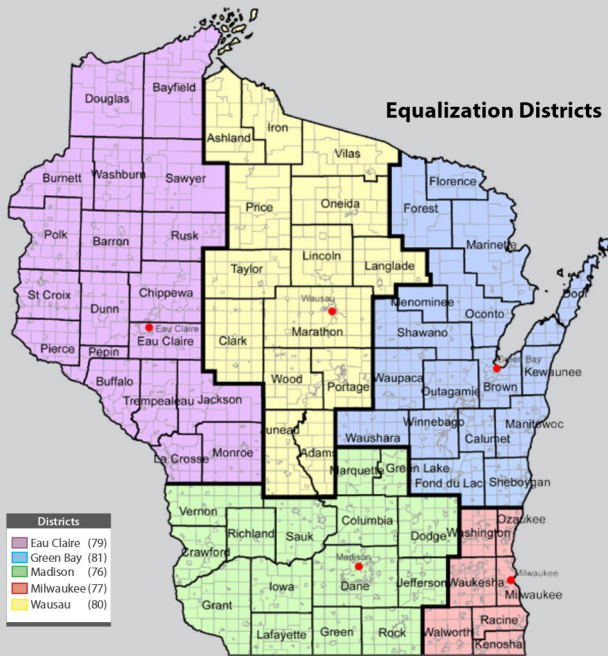 Equalization Districts
Bayfield
Douglas
Ashland
Iron
Vilas
Burnett
Washburn
Sawyer
Florence
Price
Oneida
Forest
Polk
Barron
Rusk
Marinette
Lincoln
Taylor
Langlade
St Croix
Dunn
Chippewa
Menominee
Door
Oconto
Wausau
Marathon
Shawano
Eau Claire
Eau Claire
Clark
Pierce
Pepin
Green Bay
Brown
Kewaunee
Buffalo
Wood
Portage
Waupaca
Outagamie
Trempealeau
Jackson
Winnebago
Calumet
Manitowoc
Juneau
Adams
Waushara
La Crosse
Monroe
Marquette
Green Lake
Fond du Lac
Sheboygan
Vernon
Columbia
Ozaukee
Washington
Richland
Sauk
Dodge
Crawford
Madison
Dane
Iowa
Jefferson
Waukesha
Milwaukee
Milwaukee
Grant
Lafayette
Green
Rock
Walworth
Racine
Kenosha
Districts
Eau Claire (79)
Green Bay (81)
Madison (76)
Milwaukee (77)
Wausau (80)